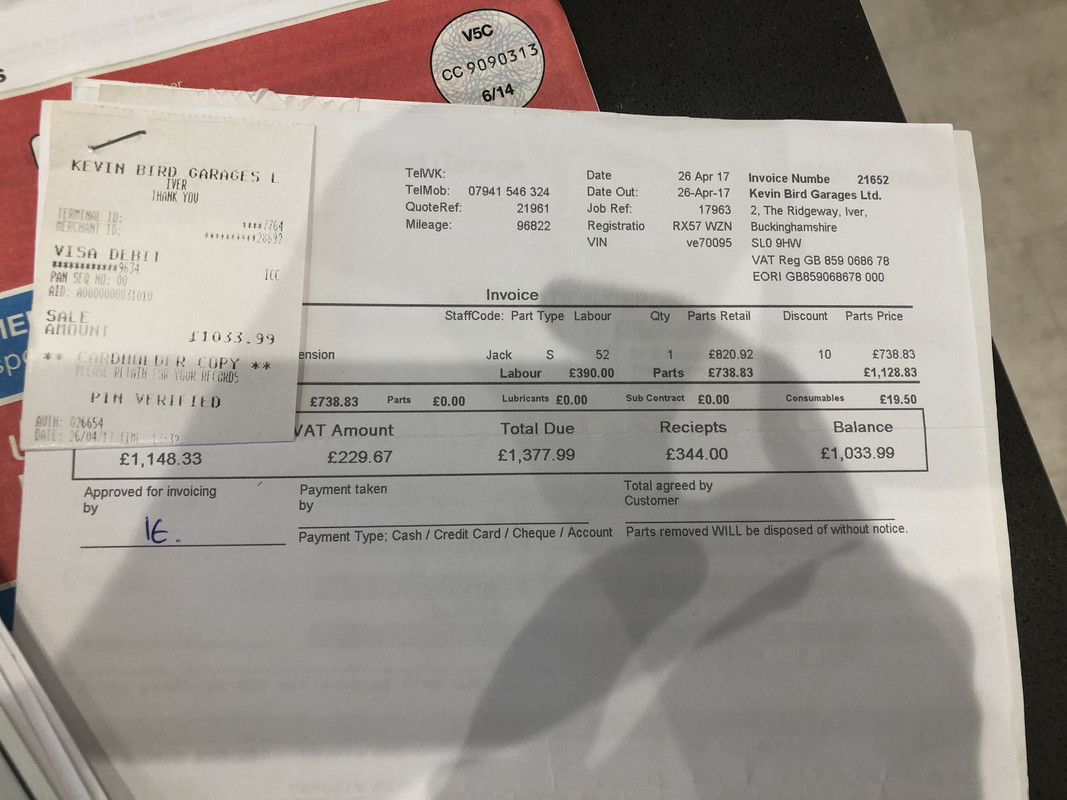 V5C
CC 9090313
6/14
KEVIN BIRD GARAGES L
IVER
THANK YOU
TERMINAL ID: ****7764
MERCHANT ID:
VISA DEBIT
************9634
ICC
PAN SEQ NO: 00
AID: A0000000031010
SALE
AMOUNT £1033.99
** CARDHOLDER COPY **
PLEASE RETAIN FOR YOUR RECORDS
PIN VERIFIED
AUTH: 026654
TelWK:
TelMob: 07941 546 324
QuoteRef: 21961
Mileage: 96822
Date 26 Apr 17
Date Out: 26-Apr-17
Job Ref: 17963
Registratio RX57 WZN
VIN ve70095
Invoice Numbe 21652
Kevin Bird Garages Ltd.
2, The Ridgeway, Iver,
Buckinghamshire
SL0 9HW
VAT Reg GB 859 0686 78
EORI GB859068678 000
Invoice
StaffCode: Part Type Labour Qty Parts Retail Discount Parts Price
ension Jack S 52 1 £820.92 10 £738.83
Labour £390.00 Parts £738.83 £1,128.83
£738.83 Parts £0.00 Lubricants £0.00 Sub Contract £0.00 Consumables £19.50
VAT Amount Total Due Reciepts Balance
£1,148.33 £229.67 £1,377.99 £344.00 £1,033.99
Approved for invoicing
by
Payment taken
by
Total agreed by
Customer
Payment Type; Cash / Credit Card / Cheque / Account Parts removed WILL be disposed of without notice.